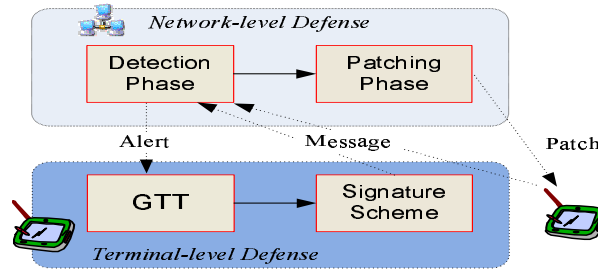 Network-level Defense
Detection
Phase
Patching
Phase
Alert
Message
Patch
GTT
Signature
Scheme
Terminal-level Defense